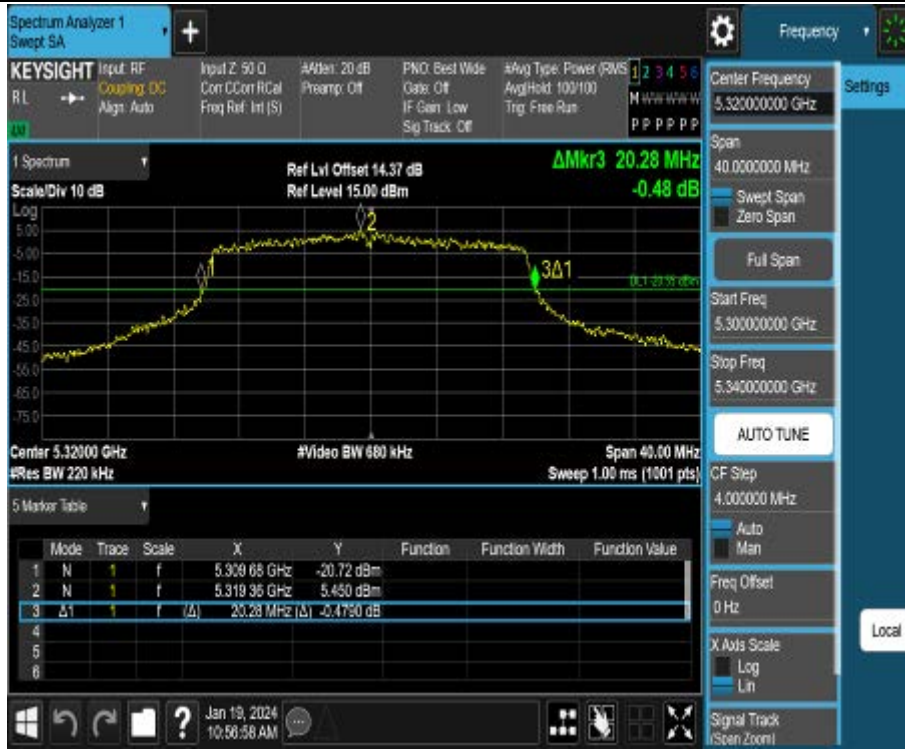 Spectrum Analyzer 1
Swept SA
+
Frequency
KEYSIGHT
RL
Input: RF
Coupling: DC
Align: Auto
Input Z: 50 Ω
Corr CCorr RCal
Freq Ref: Int (S)
#Atten: 20 dB
Preamp: Off
PNO: Best Wide
Gate: Off
IF Gain: Low
Sig Track: Off
#Avg Type: Power (RMS
Avg|Hold: 100/100
Trig: Free Run
1 2 3 4 5 6
M W W W W W
P P P P P P
Center Frequency
5.320000000 GHz
Settings
1 Spectrum
Scale/Div 10 dB
Ref Lvl Offset 14.37 dB
Ref Level 15.00 dBm
ΔMkr3 20.28 MHz
-0.48 dB
Span
40.0000000 MHz
Swept Span
Zero Span
Full Span
Log
5.00
-5.00
-15.0
-25.0
-35.0
-45.0
-55.0
-65.0
-75.0
2
1
3Δ1
DL1 -20.55 dBm
Start Freq
5.300000000 GHz
Stop Freq
5.340000000 GHz
AUTO TUNE
Center 5.32000 GHz
#Res BW 220 kHz
#Video BW 680 kHz
Span 40.00 MHz
Sweep 1.00 ms (1001 pts)
CF Step
4.000000 MHz
Auto
Man
5 Marker Table
Mode Trace Scale X Y Function Function Width Function Value
1 N 1 f 5.309 68 GHz -20.72 dBm
2 N 1 f 5.319 36 GHz 5.450 dBm
3 Δ1 1 f (Δ) 20.28 MHz (Δ) -0.4790 dB
4
5
6
Freq Offset
0 Hz
X Axis Scale
Log
Lin
Local
Signal Track
(Span Zoom)
?
Jan 19, 2024
10:56:58 AM